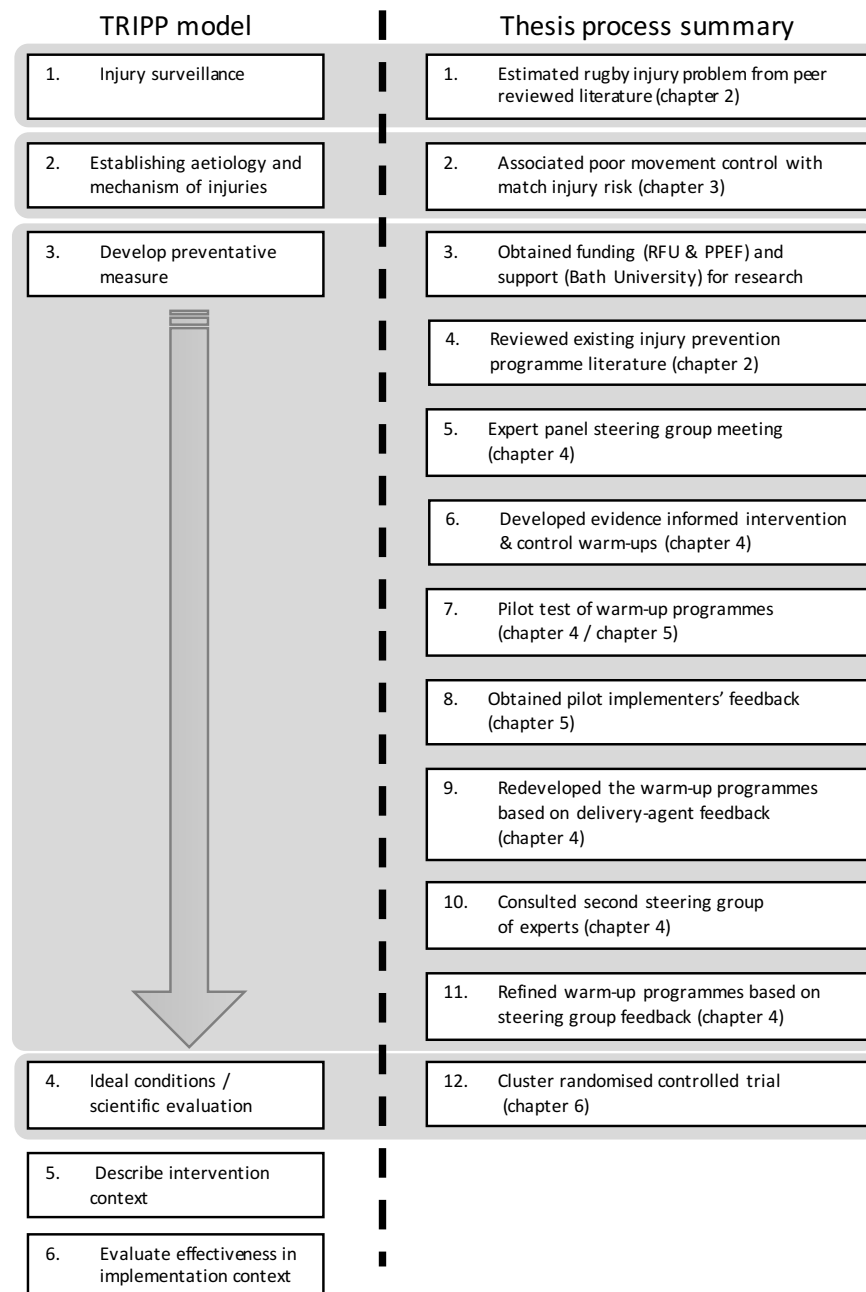 TRIPP model
Thesis process summary
1. Injury surveillance
1. Estimated rugby injury problem from peer
reviewed literature (chapter 2)
2. Establishing aetiology and
mechanism of injuries
2. Associated poor movement control with
match injury risk (chapter 3)
3. Develop preventative
measure
3. Obtained funding (RFU & PPEF) and
support (Bath University) for research
4. Reviewed existing injury prevention
programme literature (chapter 2)
5. Expert panel steering group meeting
(chapter 4)
6. Developed evidence informed intervention
& control warm-ups (chapter 4)
7. Pilot test of warm-up programmes
(chapter 4 / chapter 5)
8. Obtained pilot implementers’ feedback
(chapter 5)
9. Redeveloped the warm-up programmes
based on delivery-agent feedback
(chapter 4)
10. Consulted second steering group
of experts (chapter 4)
11. Refined warm-up programmes based on
steering group feedback (chapter 4)
4. Ideal conditions /
scientific evaluation
12. Cluster randomised controlled trial
(chapter 6)
5. Describe intervention
context
6. Evaluate effectiveness in
implementation context